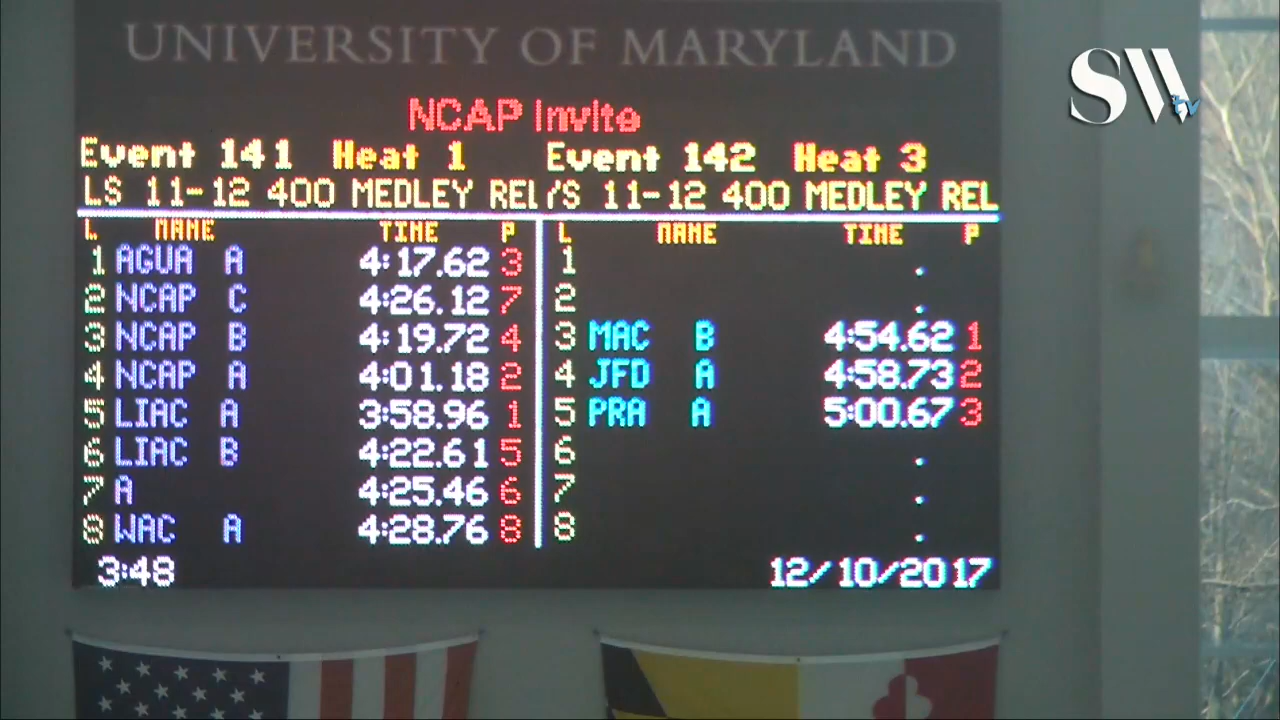 UNIVERSITY OF MARYLAND
SW TV
NCAP Invite
Event 141 Heat 1 Event 142 Heat 3
LS 11-12 400 MEDLEY REL /S 11-12 400 MEDLEY REL
L NAME TIME P L NAME TIME P
1 AGUA A 4:17.62 3 1 .
2 NCAP C 4:26.12 7 2 .
3 NCAP B 4:19.72 4 3 MAC B 4:54.62 1
4 NCAP A 4:01.18 2 4 JFD A 4:58.73 2
5 LIAC A 3:58.96 1 5 PRA A 5:00.67 3
6 LIAC B 4:22.61 5 6 .
7 A 4:25.46 6 7 .
8 WAC A 4:28.76 8 8 .
3:48 12/10/2017